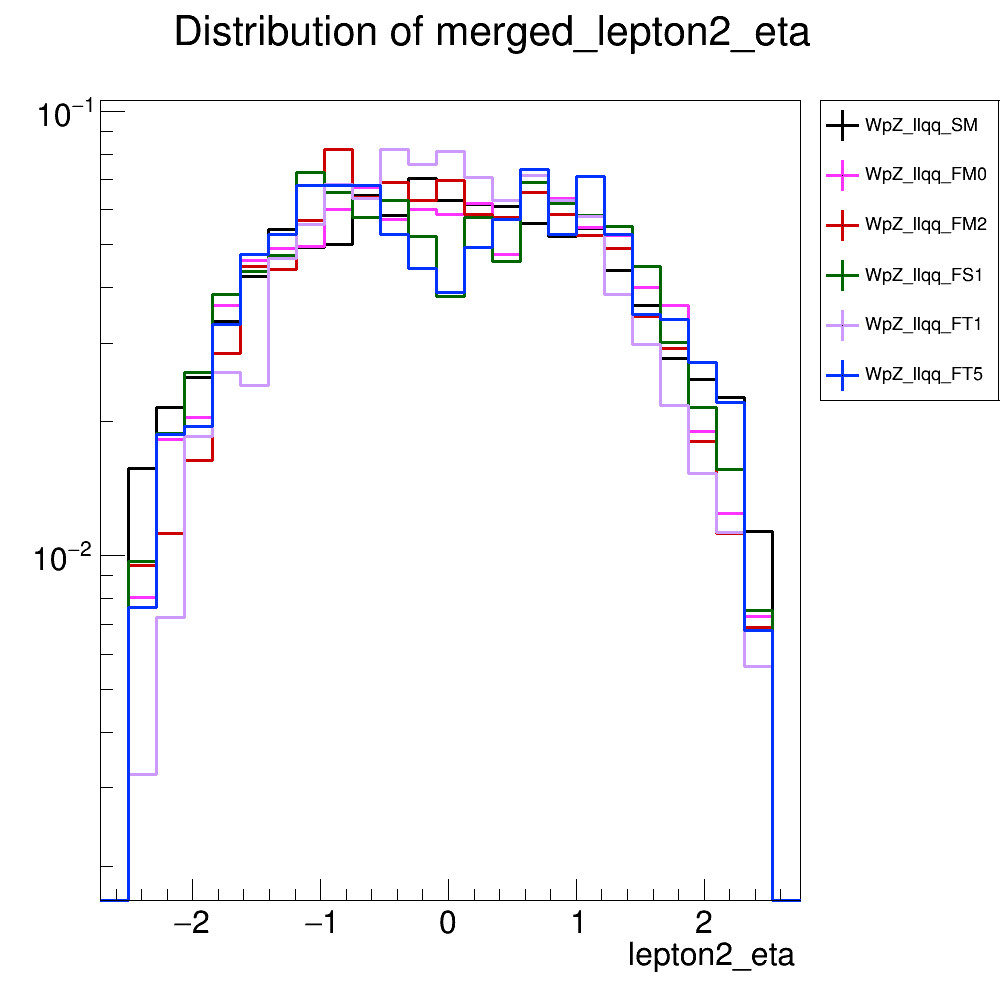 Distribution of merged_lepton2_eta
10−1
10−2
−2 −1 0 1 2
lepton2_eta
WpZ_llqq_SM
WpZ_llqq_FM0
WpZ_llqq_FM2
WpZ_llqq_FS1
WpZ_llqq_FT1
WpZ_llqq_FT5